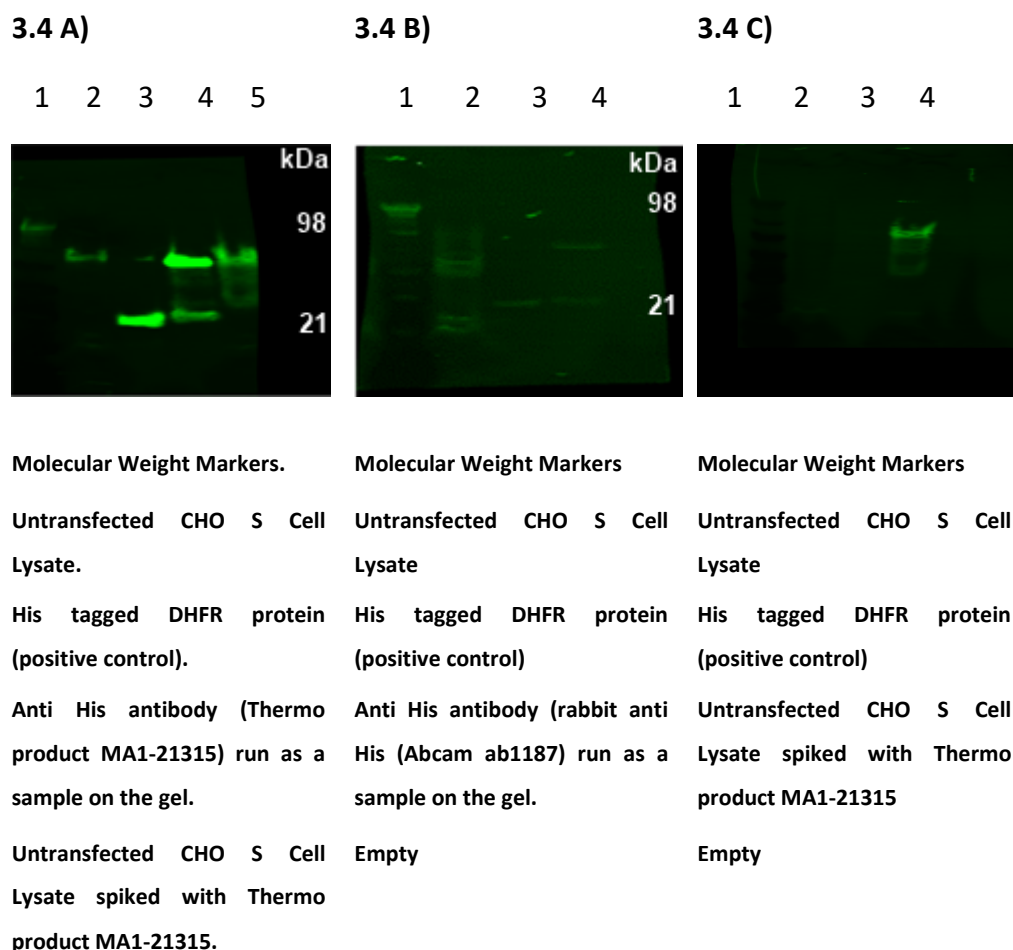 3.4 A)
1 2 3 4 5
kDa
98
21
Molecular Weight Markers.
Untransfected CHO S Cell
Lysate.
His tagged DHFR protein
(positive control).
Anti His antibody (Thermo
product MA1-21315) run as a
sample on the gel.
Untransfected CHO S Cell
Lysate spiked with Thermo
product MA1-21315.
3.4 B)
1 2 3 4
kDa
98
21
Molecular Weight Markers
Untransfected CHO S Cell
Lysate
His tagged DHFR protein
(positive control)
Anti His antibody (rabbit anti
His (Abcam ab1187) run as a
sample on the gel.
Empty
3.4 C)
1 2 3 4
Molecular Weight Markers
Untransfected CHO S Cell
Lysate
His tagged DHFR protein
(positive control)
Untransfected CHO S Cell
Lysate spiked with Thermo
product MA1-21315
Empty